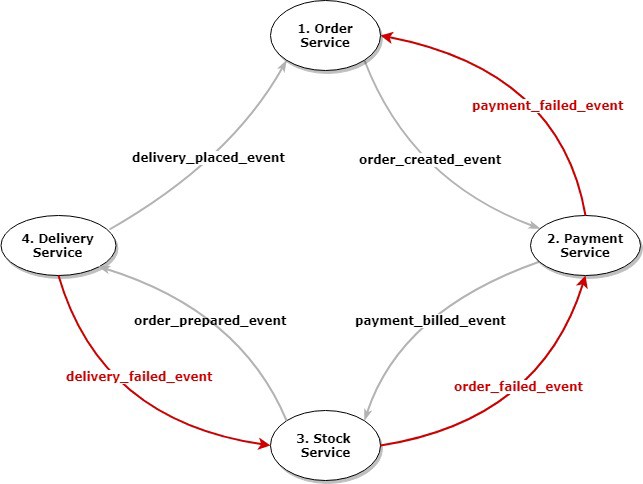 1. Order
Service
payment_failed_event
delivery_placed_event
order_created_event
4. Delivery
Service
2. Payment
Service
order_prepared_event
payment_billed_event
delivery_failed_event
order_failed_event
3. Stock
Service